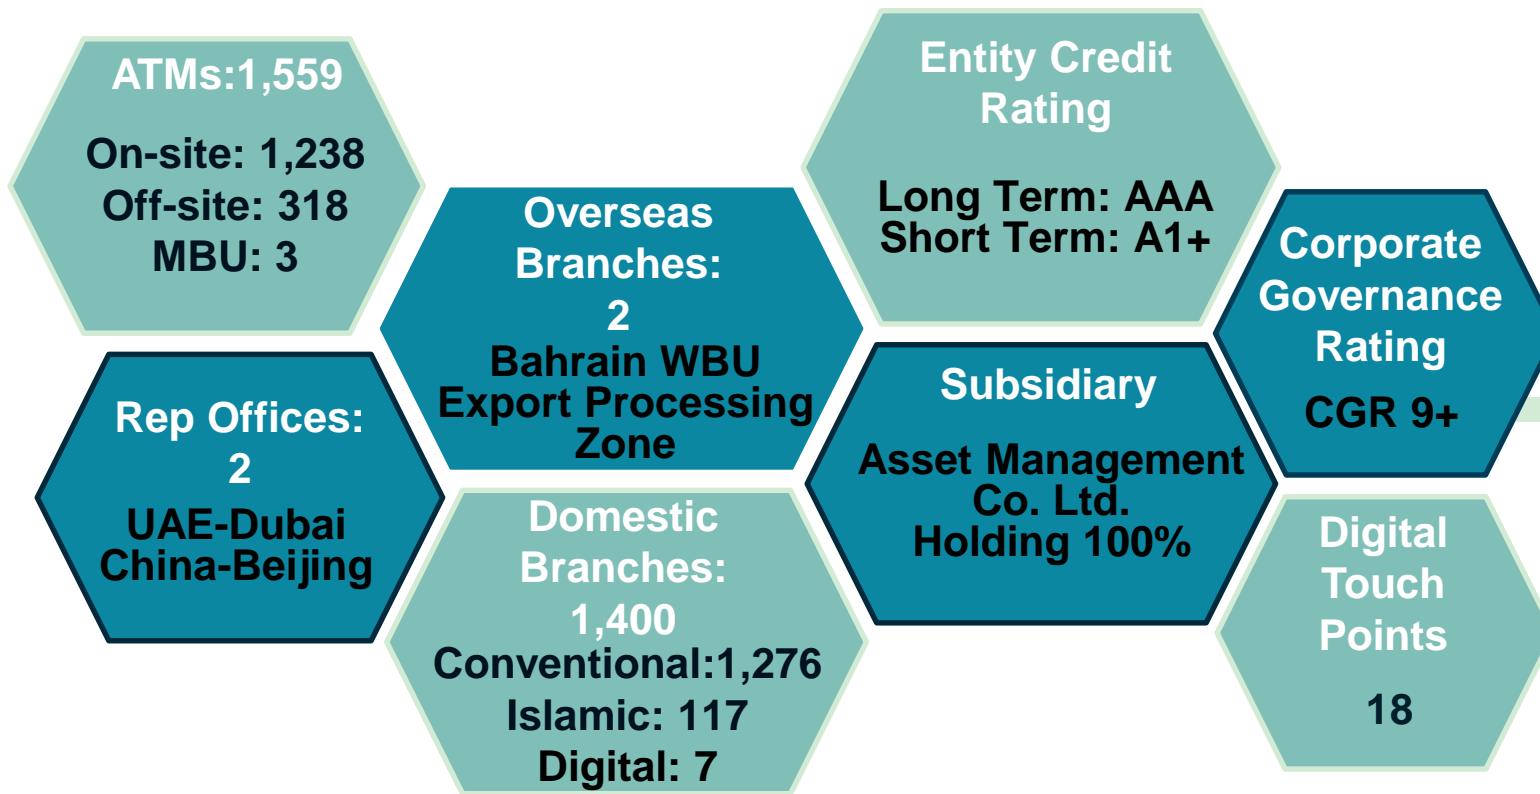 ATMs:1,559
On-site: 1,238
Off-site: 318
MBU: 3
Rep Offices:
2
UAE-Dubai
China-Beijing
Overseas
Branches:
2
Bahrain WBU
Export Processing
Zone
Domestic
Branches:
1,400
Conventional:1,276
Islamic: 117
Digital: 7
Entity Credit
Rating
Long Term: AAA
Short Term: A1+
Subsidiary
Asset Management
Co. Ltd.
Holding 100%
Corporate
Governance
Rating
CGR 9+
Digital
Touch
Points
18